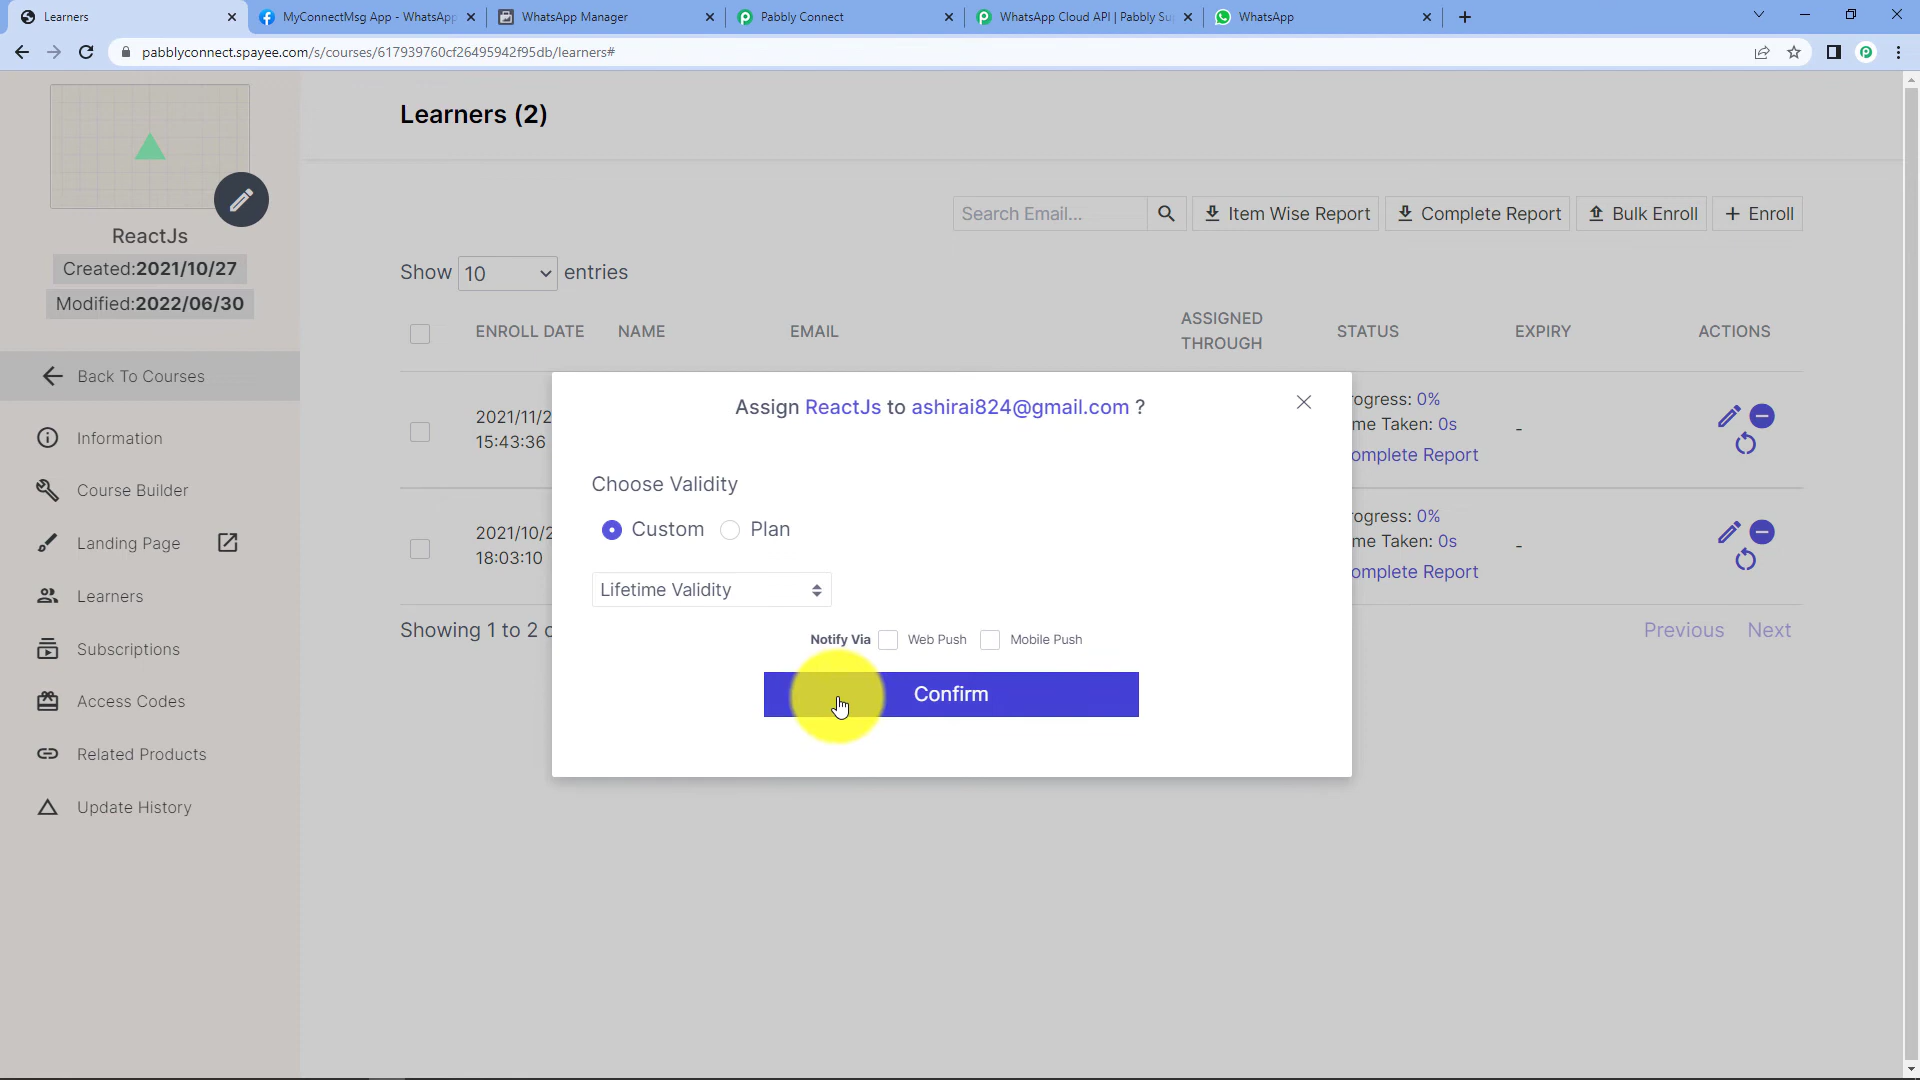 Learners
MyConnectMsg App - WhatsApp
WhatsApp Manager
Pabbly Connect
WhatsApp Cloud API | Pabbly Su
WhatsApp
pabblyconnect.spayee.com/s/courses/617939760cf26495942f95db/learners#
ReactJs
Created:2021/10/27
Modified:2022/06/30
Back To Courses
Information
Course Builder
Landing Page
Learners
Subscriptions
Access Codes
Related Products
Update History
Learners (2)
Search Email...
Item Wise Report
Complete Report
Bulk Enroll
Enroll
Show 10 entries
ENROLL DATE
NAME
EMAIL
ASSIGNED
THROUGH
STATUS
EXPIRY
ACTIONS
2021/11/2
15:43:36
rogress: 0%
me Taken: 0s
omplete Report
-
2021/10/2
18:03:10
rogress: 0%
me Taken: 0s
omplete Report
-
Showing 1 to 2 o
Previous
Next
Assign ReactJs to ashirai824@gmail.com ?
Choose Validity
Custom
Plan
Lifetime Validity
Notify Via
Web Push
Mobile Push
Confirm